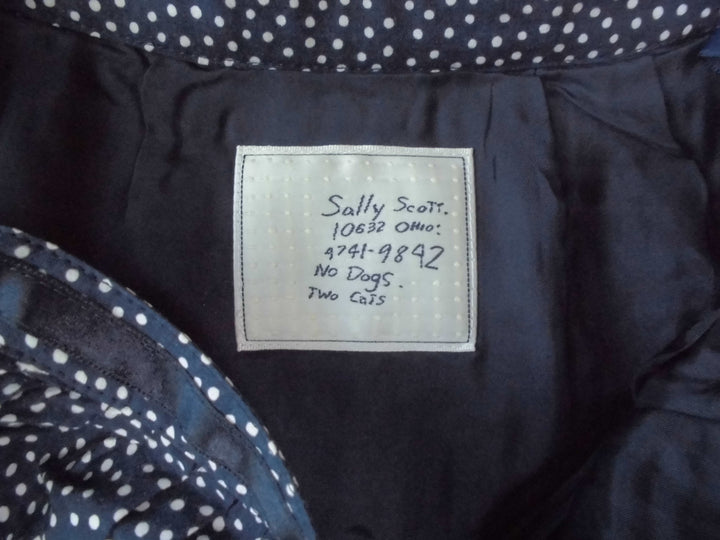 Sally Scott.
10632 Ohio:
4741-9842
No Dogs.
Two Cats